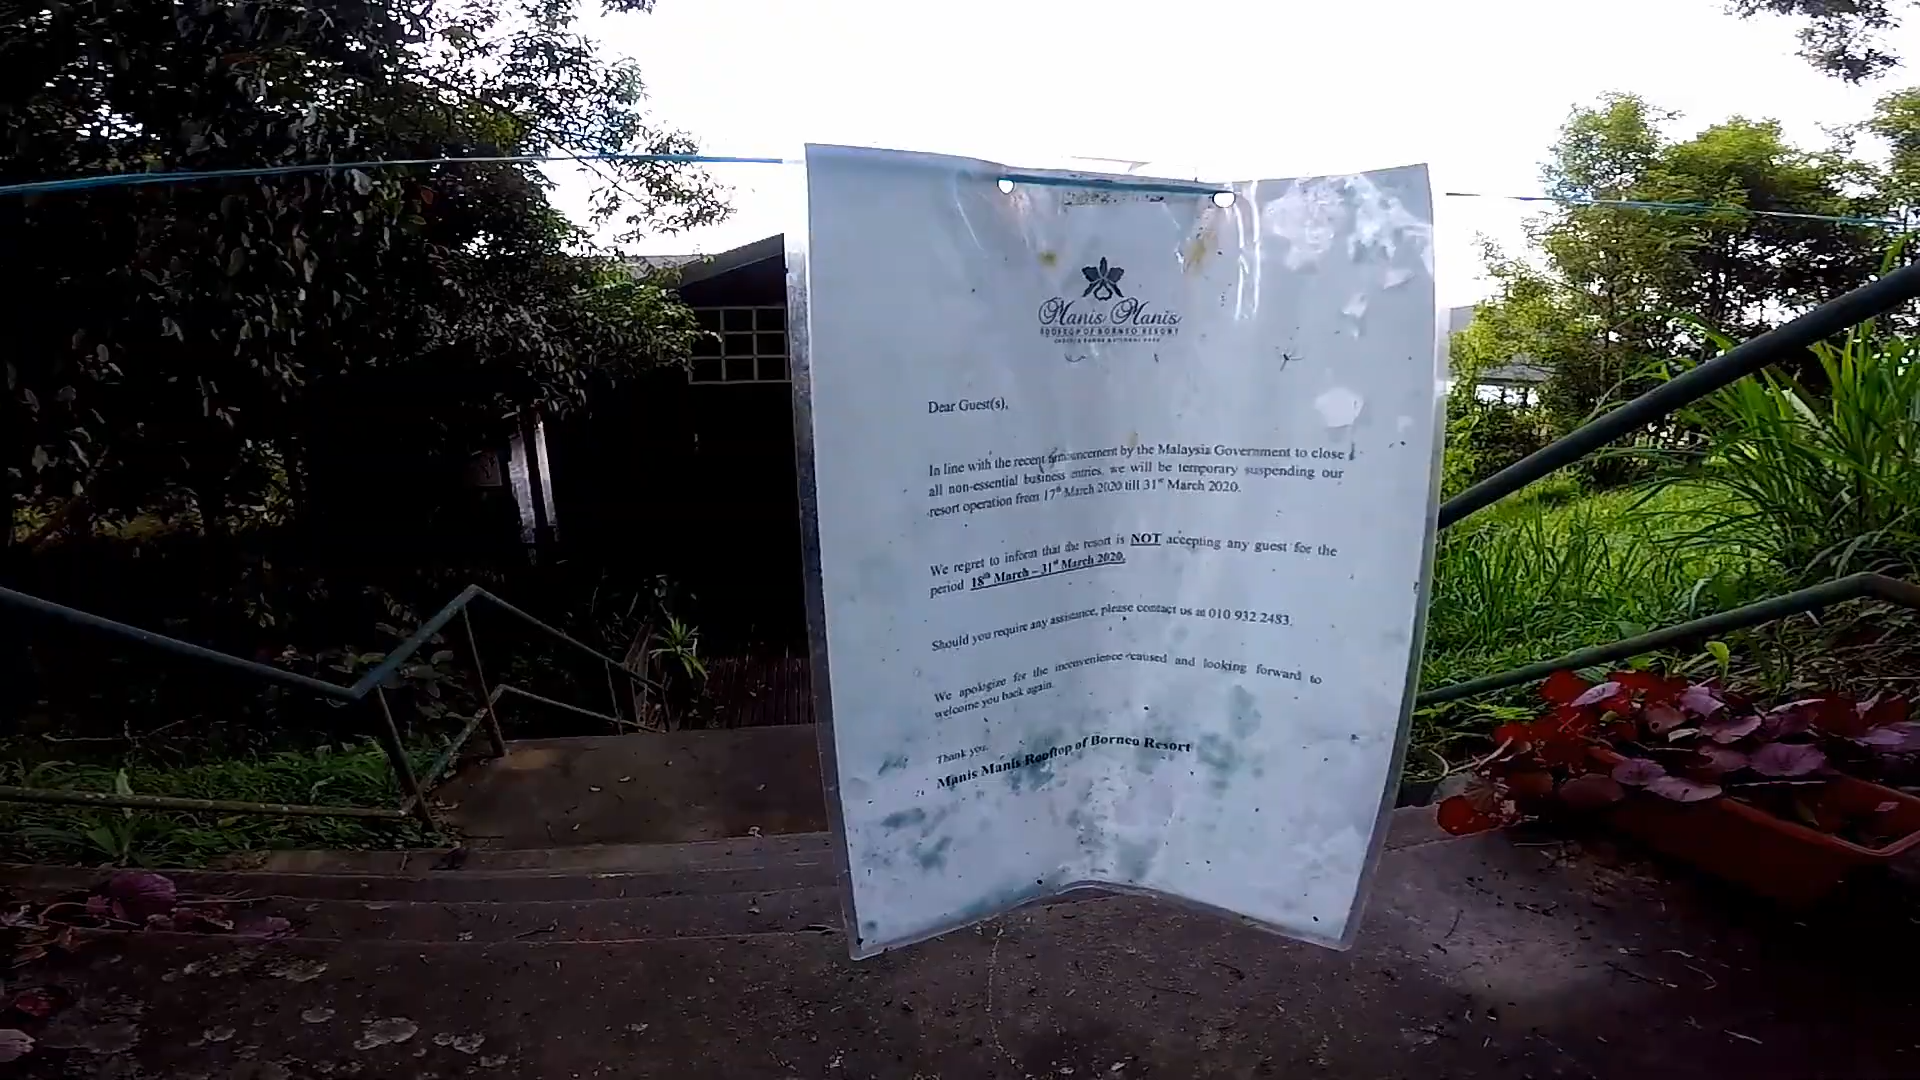 Manis Manis
ROOFTOP OF BORNEO RESORT
Dear Guest(s),
In line with the recent announcement by the Malaysia Government to close
all non-essential business entries, we will be temporary suspending our
resort operation from 17th March 2020 till 31st March 2020.
We regret to inform that the resort is NOT accepting any guest for the
period 18th March – 31st March 2020.
Should you require any assistance, please contact us at 010 932 2483.
We apologize for the inconvenience caused and looking forward to
welcome you back again.
Thank you.
Manis Manis Rooftop of Borneo Resort